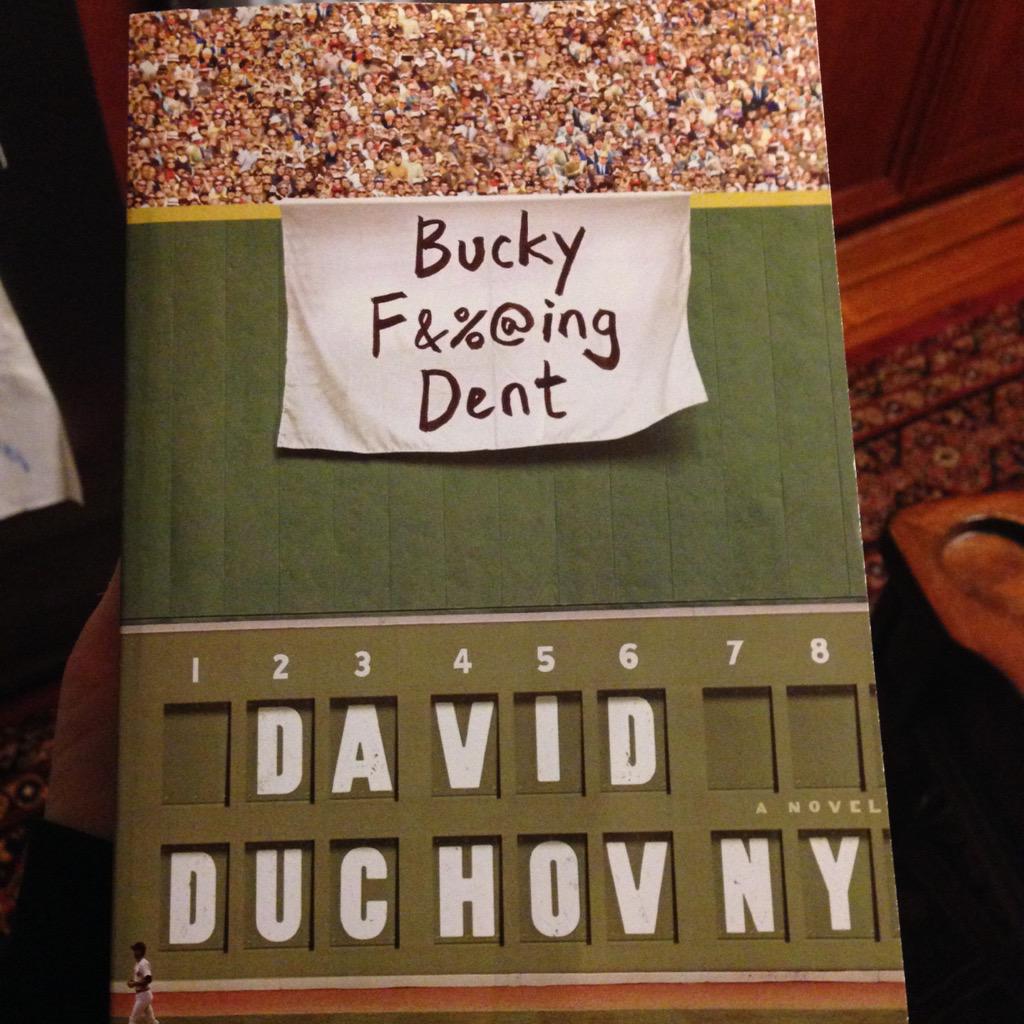 Bucky
F&%@ing
Dent
1 2 3 4 5 6 7 8
DAVID
A NOVEL
DUCHOVNY